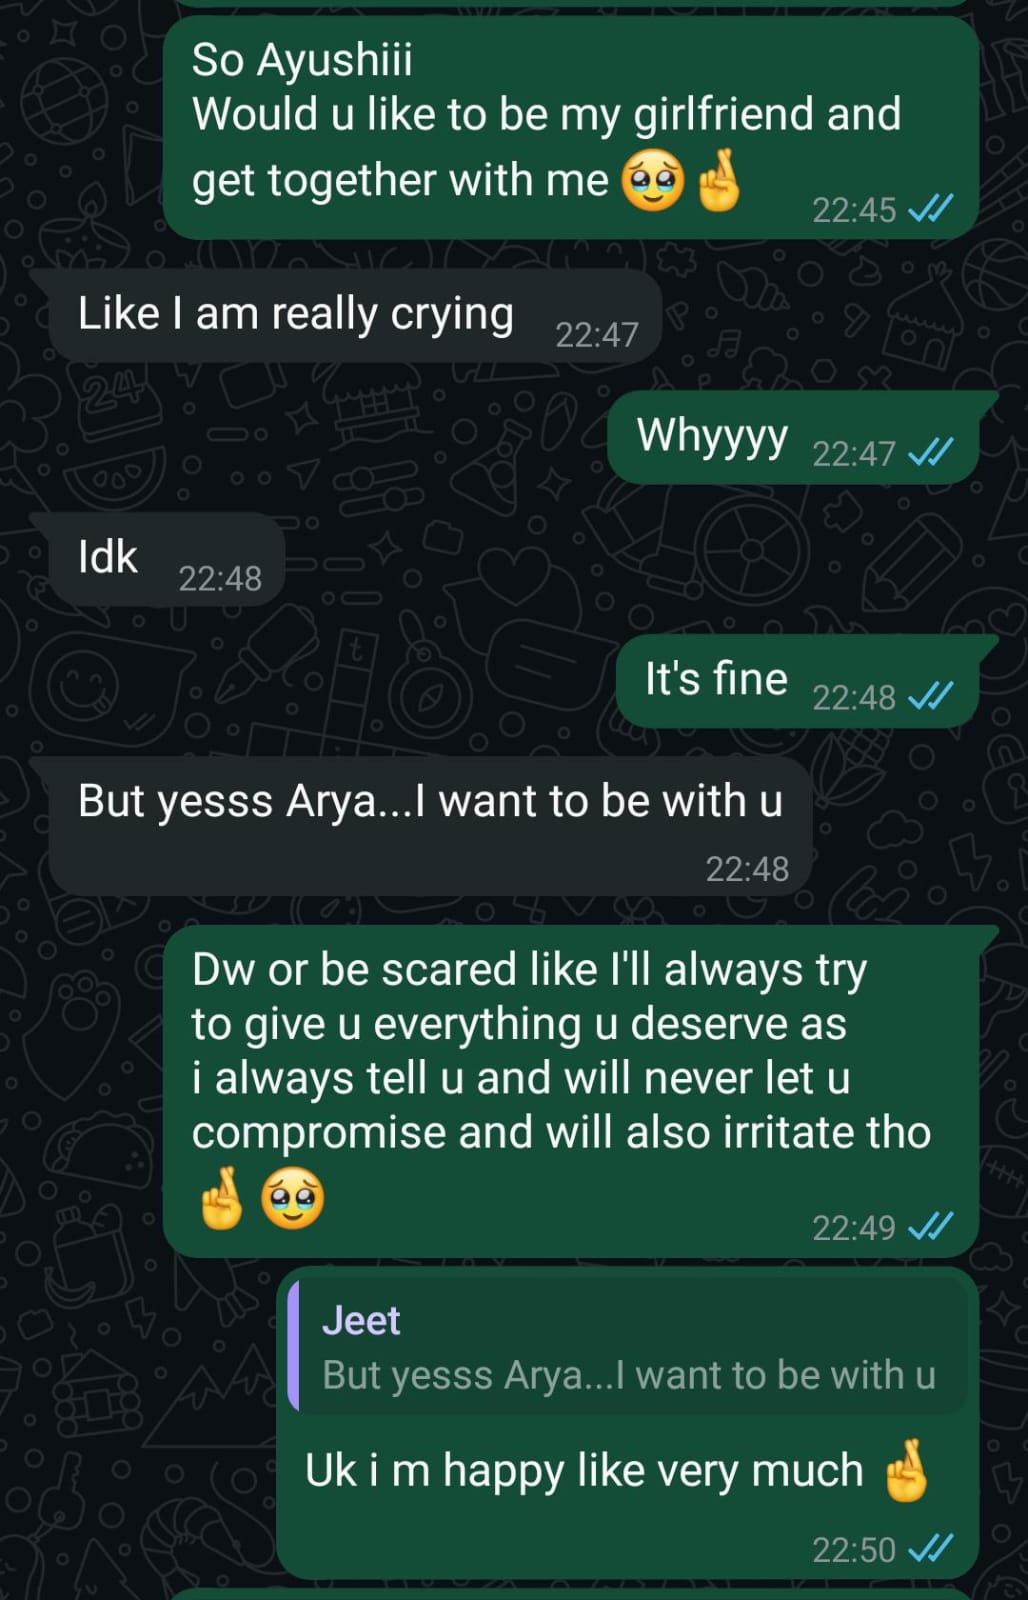 So Ayushiii
Would u like to be my girlfriend and
get together with me 🥹🤞
22:45
Like I am really crying
22:47
Whyyyy
22:47
Idk
22:48
It's fine
22:48
But yesss Arya...I want to be with u
22:48
Dw or be scared like I'll always try
to give u everything u deserve as
i always tell u and will never let u
compromise and will also irritate tho
🤞🥹
22:49
Jeet
But yesss Arya...I want to be with u
Uk i m happy like very much 🤞
22:50